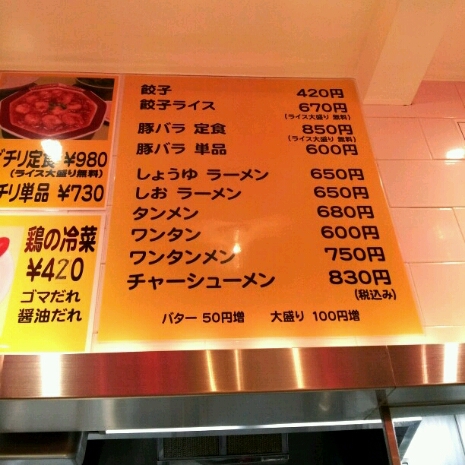 チリ定食 ¥980
(ライス大盛り無料)
チリ単品 ¥730
鶏の冷菜
¥420
ゴマだれ
醤油だれ
餃子 420円
餃子ライス 670円
(ライス大盛り 無料)
豚バラ 定食 850円
(ライス大盛り 無料)
豚バラ 単品 600円
しょうゆ ラーメン 650円
しお ラーメン 650円
タンメン 680円
ワンタン 600円
ワンタンメン 750円
チャーシューメン 830円
(税込み)
バター 50円増 大盛り 100円増